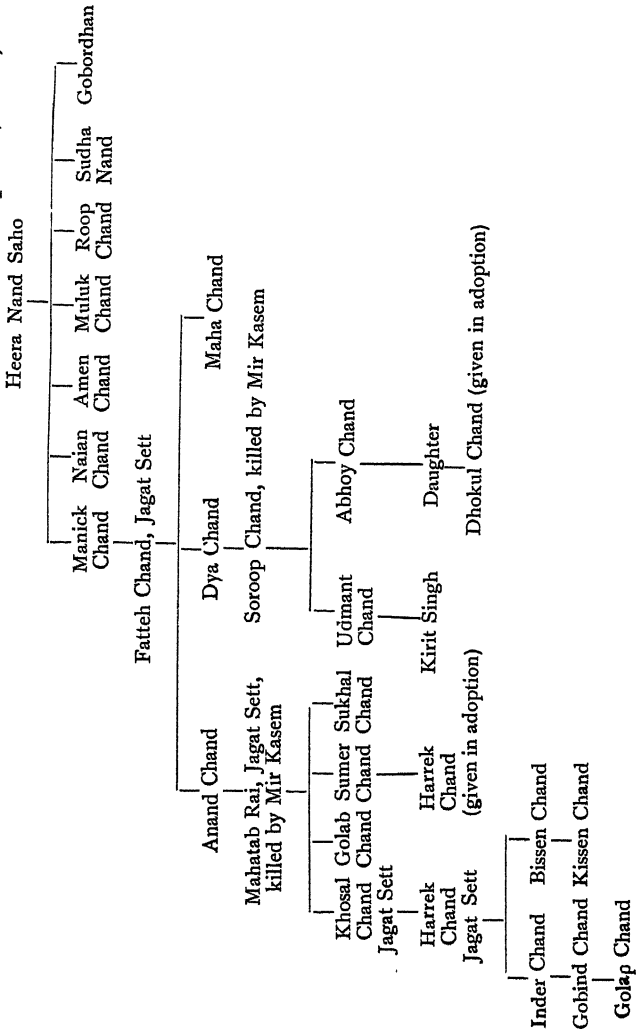 Heera Nand Saho
Manick Chand
Naian Chand
Amen Chand
Muluk Chand
Roop Chand
Sudha Nand
Gobordhan
Fatteh Chand, Jagat Sett
Anand Chand
Dya Chand
Maha Chand
Mahatab Rai, Jagat Sett,
killed by Mir Kasem
Soroop Chand, killed by Mir Kasem
Khosal
Chand
Jagat Sett
Golab
Chand
Sumer
Chand
Sukhal
Chand
Udmant
Chand
Abhoy Chand
Harrek
Chand
Jagat Sett
Harrek
Chand
(given in adoption)
Kirit Singh
Daughter
Dhokul Chand (given in adoption)
Inder Chand
Bissen Chand
Gobind Chand
Kissen Chand
Golap Chand